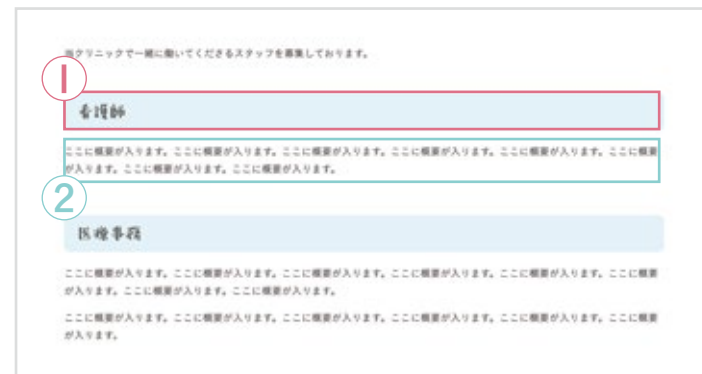 当クリニックで一緒に働いてくださるスタッフを募集しております。
1
看護師
ここに概要が入ります。ここに概要が入ります。ここに概要が入ります。ここに概要が入ります。ここに概要が入ります。ここに概要
が入ります。ここに概要が入ります。ここに概要が入ります。
2
医療事務
ここに概要が入ります。ここに概要が入ります。ここに概要が入ります。ここに概要が入ります。ここに概要が入ります。ここに概要
が入ります。ここに概要が入ります。ここに概要が入ります。
ここに概要が入ります。ここに概要が入ります。ここに概要が入ります。ここに概要が入ります。ここに概要が入ります。ここに概要
が入ります。